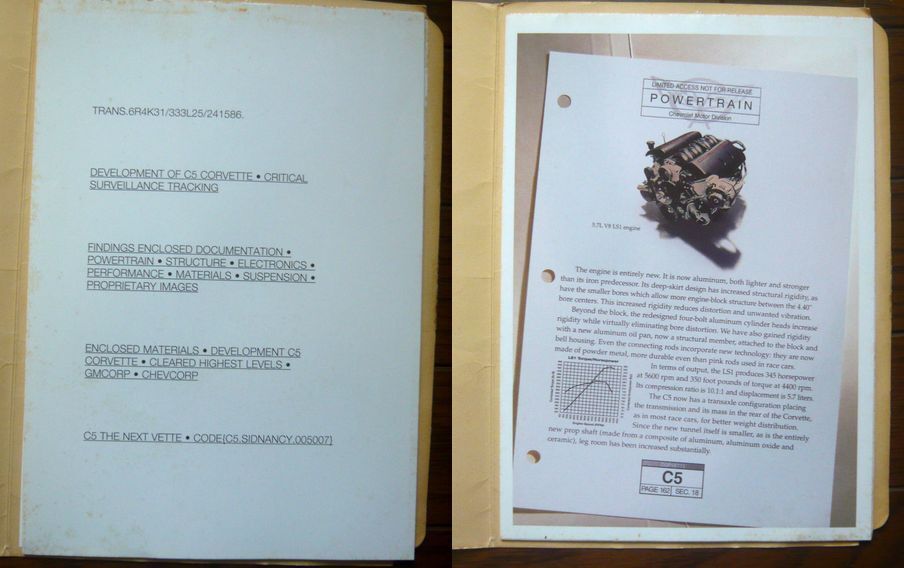 TRANS.6R4K31/333L25/241586.
DEVELOPMENT OF C5 CORVETTE • CRITICAL
SURVEILLANCE TRACKING
FINDINGS ENCLOSED DOCUMENTATION •
POWERTRAIN • STRUCTURE • ELECTRONICS •
PERFORMANCE • MATERIALS • SUSPENSION •
PROPRIETARY IMAGES
ENCLOSED MATERIALS • DEVELOPMENT C5
CORVETTE • CLEARED HIGHEST LEVELS •
GMCORP • CHEVCORP
C5 THE NEXT VETTE • CODE[C5.SIDNANCY.005007]
LIMITED ACCESS NOT FOR RELEASE
POWERTRAIN
Chevrolet Motor Division
5.7L V8 LS1 engine
The engine is entirely new. It is now aluminum, both lighter and stronger
than its iron predecessor. Its deep-skirt design has increased structural rigidity, as
have the smaller bores which allow more engine-block structure between the 4.40"
bore centers. This increased rigidity reduces distortion and unwanted vibration.
Beyond the block, the redesigned four-bolt aluminum cylinder heads increase
rigidity while virtually eliminating bore distortion. We have also gained rigidity
with a new aluminum oil pan, now a structural member, attached to the block and
bell housing. Even the connecting rods incorporate new technology: they are now
made of powder metal, more durable even than pink rods used in race cars.
In terms of output, the LS1 produces 345 horsepower
at 5600 rpm and 350 foot pounds of torque at 4400 rpm.
Its compression ratio is 10.1:1 and displacement is 5.7 liters.
The C5 now has a transaxle configuration placing
the transmission and its mass in the rear of the Corvette,
as in most race cars, for better weight distribution.
Since the new tunnel itself is smaller, as is the entirely
new prop shaft (made from a composite of aluminum, aluminum oxide and
ceramic), leg room has been increased substantially.
LS1 Torque/Horsepower
Engine Speed (RPM)
CORVETTE
C5
PAGE 162 SEC. 18